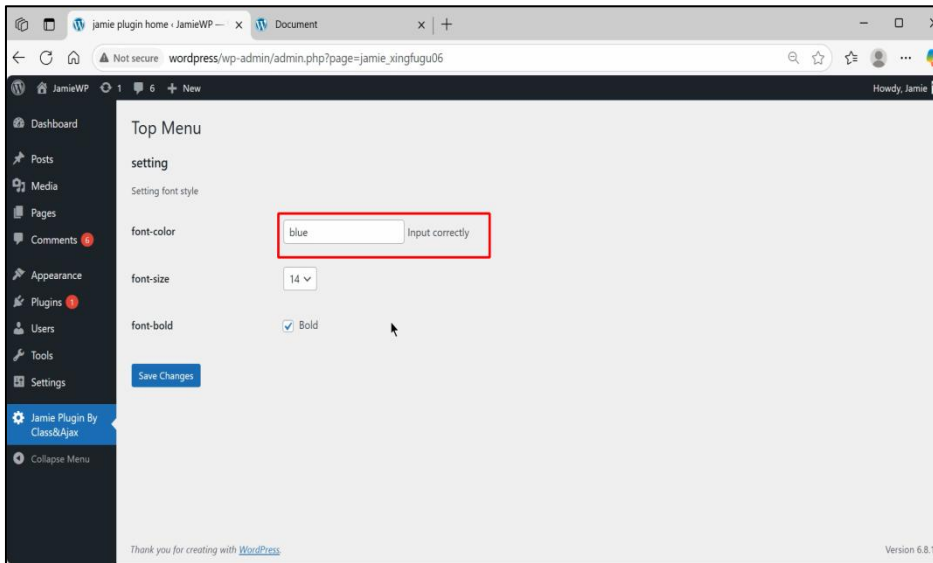 jamie plugin home ‹ JamieWP —
Document
Not secure wordpress/wp-admin/admin.php?page=jamie_xingfugu06
JamieWP 1 6 + New
Howdy, Jamie
Dashboard
Posts
Media
Pages
Comments 6
Appearance
Plugins 1
Users
Tools
Settings
Jamie Plugin By
Class&Ajax
Collapse Menu
Top Menu
setting
Setting font style
font-color blue Input correctly
font-size 14
font-bold Bold
Save Changes
Thank you for creating with WordPress.
Version 6.8.1